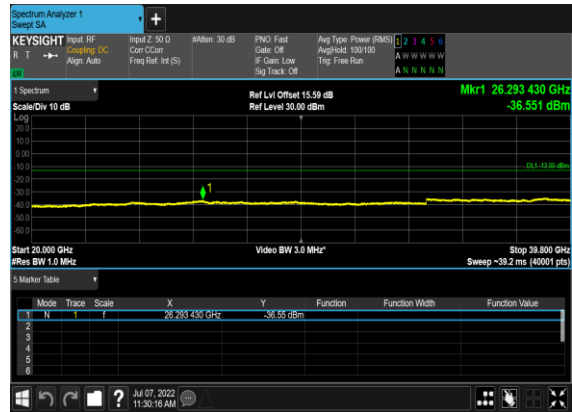 Spectrum Analyzer 1
Swept SA
+
KEYSIGHT Input: RF Input Z: 50 Ω #Atten: 30 dB PNO: Fast Avg Type: Power (RMS) 1 2 3 4 5 6
R T Coupling: DC Corr CCorr Gate: Off Avg|Hold: 100/100 A W W W W W
Align: Auto Freq Ref: Int (S) IF Gain: Low Trig: Free Run
Sig Track: Off A N N N N N
1 Spectrum Ref Lvl Offset 15.59 dB Mkr1 26.293 430 GHz
Scale/Div 10 dB Ref Level 30.00 dBm -36.551 dBm
Log
20.0
10.0
0.00
-10.0
DL1 -13.00 dBm
-20.0
-30.0
1
-40.0
-50.0
-60.0
Start 20.000 GHz Video BW 3.0 MHz* Stop 39.800 GHz
#Res BW 1.0 MHz Sweep ~39.2 ms (40001 pts)
5 Marker Table
Mode Trace Scale X Y Function Function Width Function Value
1 N 1 f 26.293 430 GHz -36.55 dBm
2
3
4
5
6
? Jul 07, 2022
11:30:16 AM